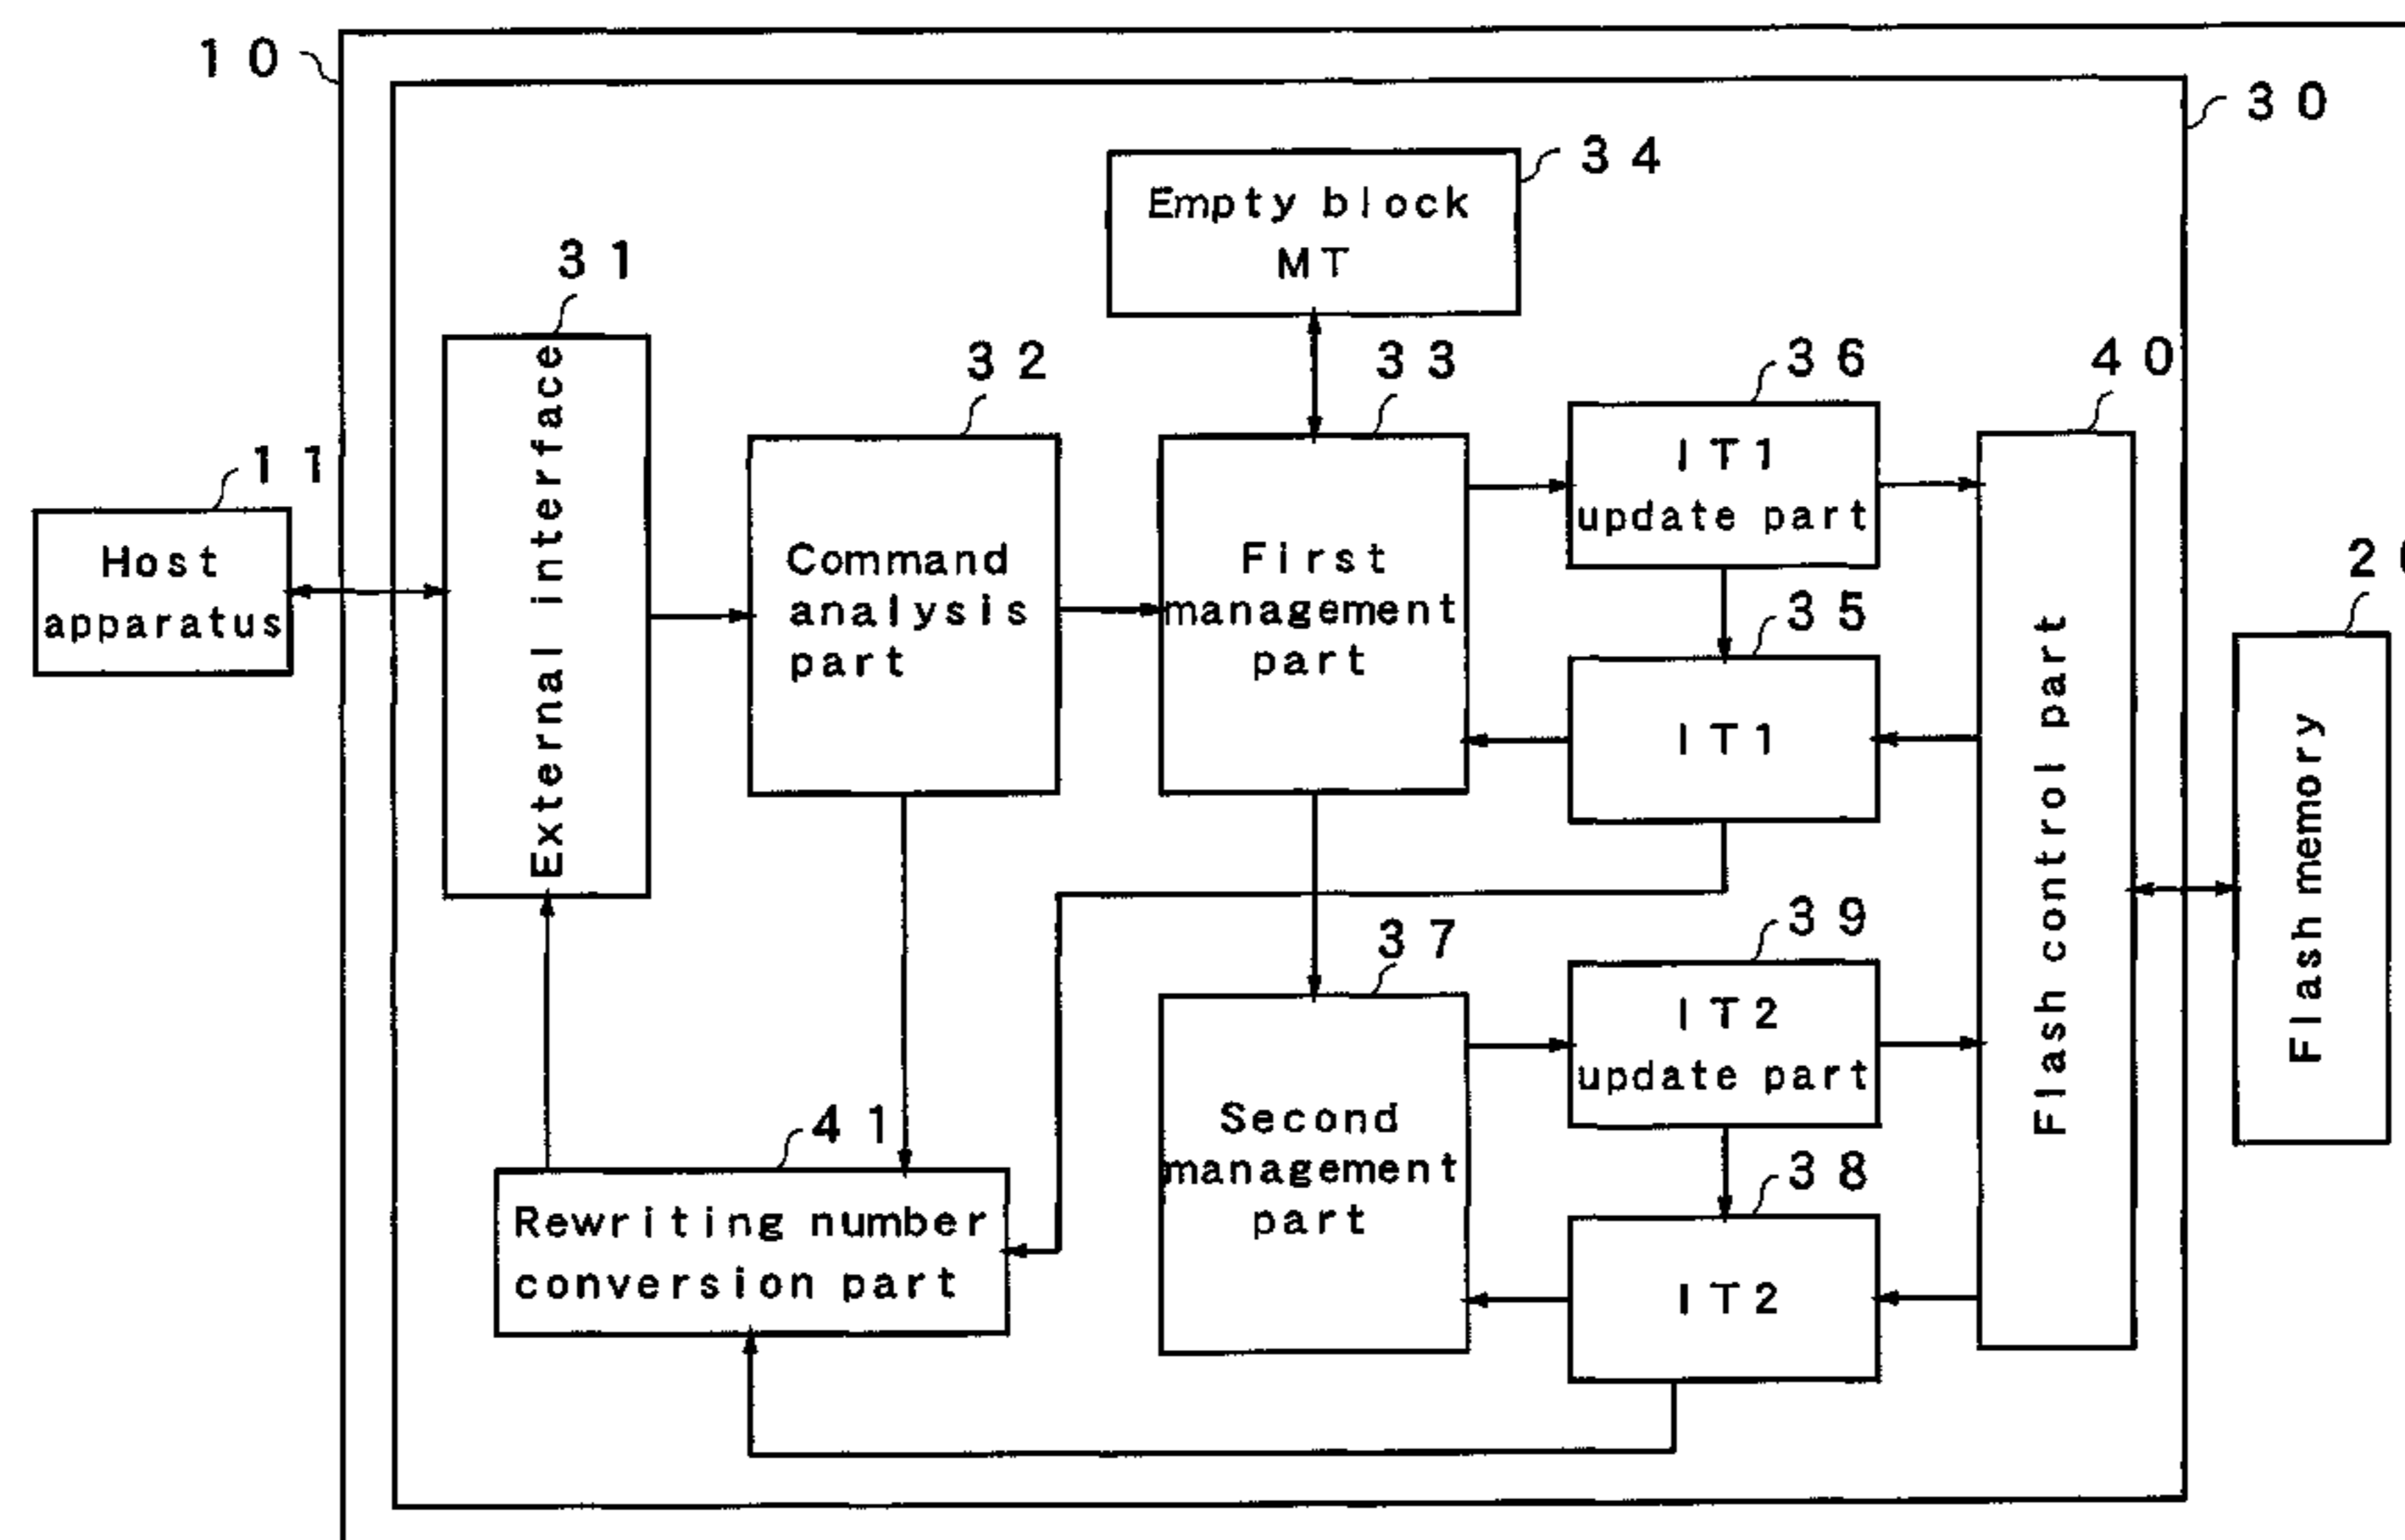 10
30
34
Empty block
MT
31
32
33
36
40
External interface
11
Host
apparatus
Command
analysis
part
First
management
part
IT1
update part
35
IT1
Flash control part
20
Flash memory
37
39
IT2
update part
Second
management
part
38
IT2
41
Rewriting number
conversion part